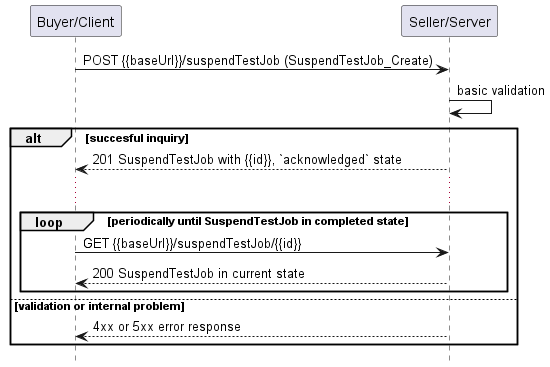 Buyer/Client
Seller/Server
POST {{baseUrl}}/suspendTestJob (SuspendTestJob_Create)
basic validation
alt [succesful inquiry]
201 SuspendTestJob with {{id}}, `acknowledged` state
loop [periodically until SuspendTestJob in completed state]
GET {{baseUrl}}/suspendTestJob/{{id}}
200 SuspendTestJob in current state
[validation or internal problem]
4xx or 5xx error response